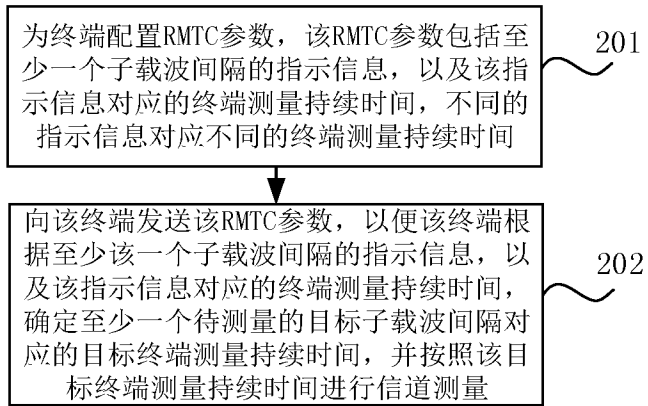 为终端配置RMTC参数，该RMTC参数包括至
少一个子载波间隔的指示信息，以及该指
示信息对应的终端测量持续时间，不同的
指示信息对应不同的终端测量持续时间
201
向该终端发送该RMTC参数，以便该终端根
据至少该一个子载波间隔的指示信息，以
及该指示信息对应的终端测量持续时间，
确定至少一个待测量的目标子载波间隔对
应的目标终端测量持续时间，并按照该目
标终端测量持续时间进行信道测量
202